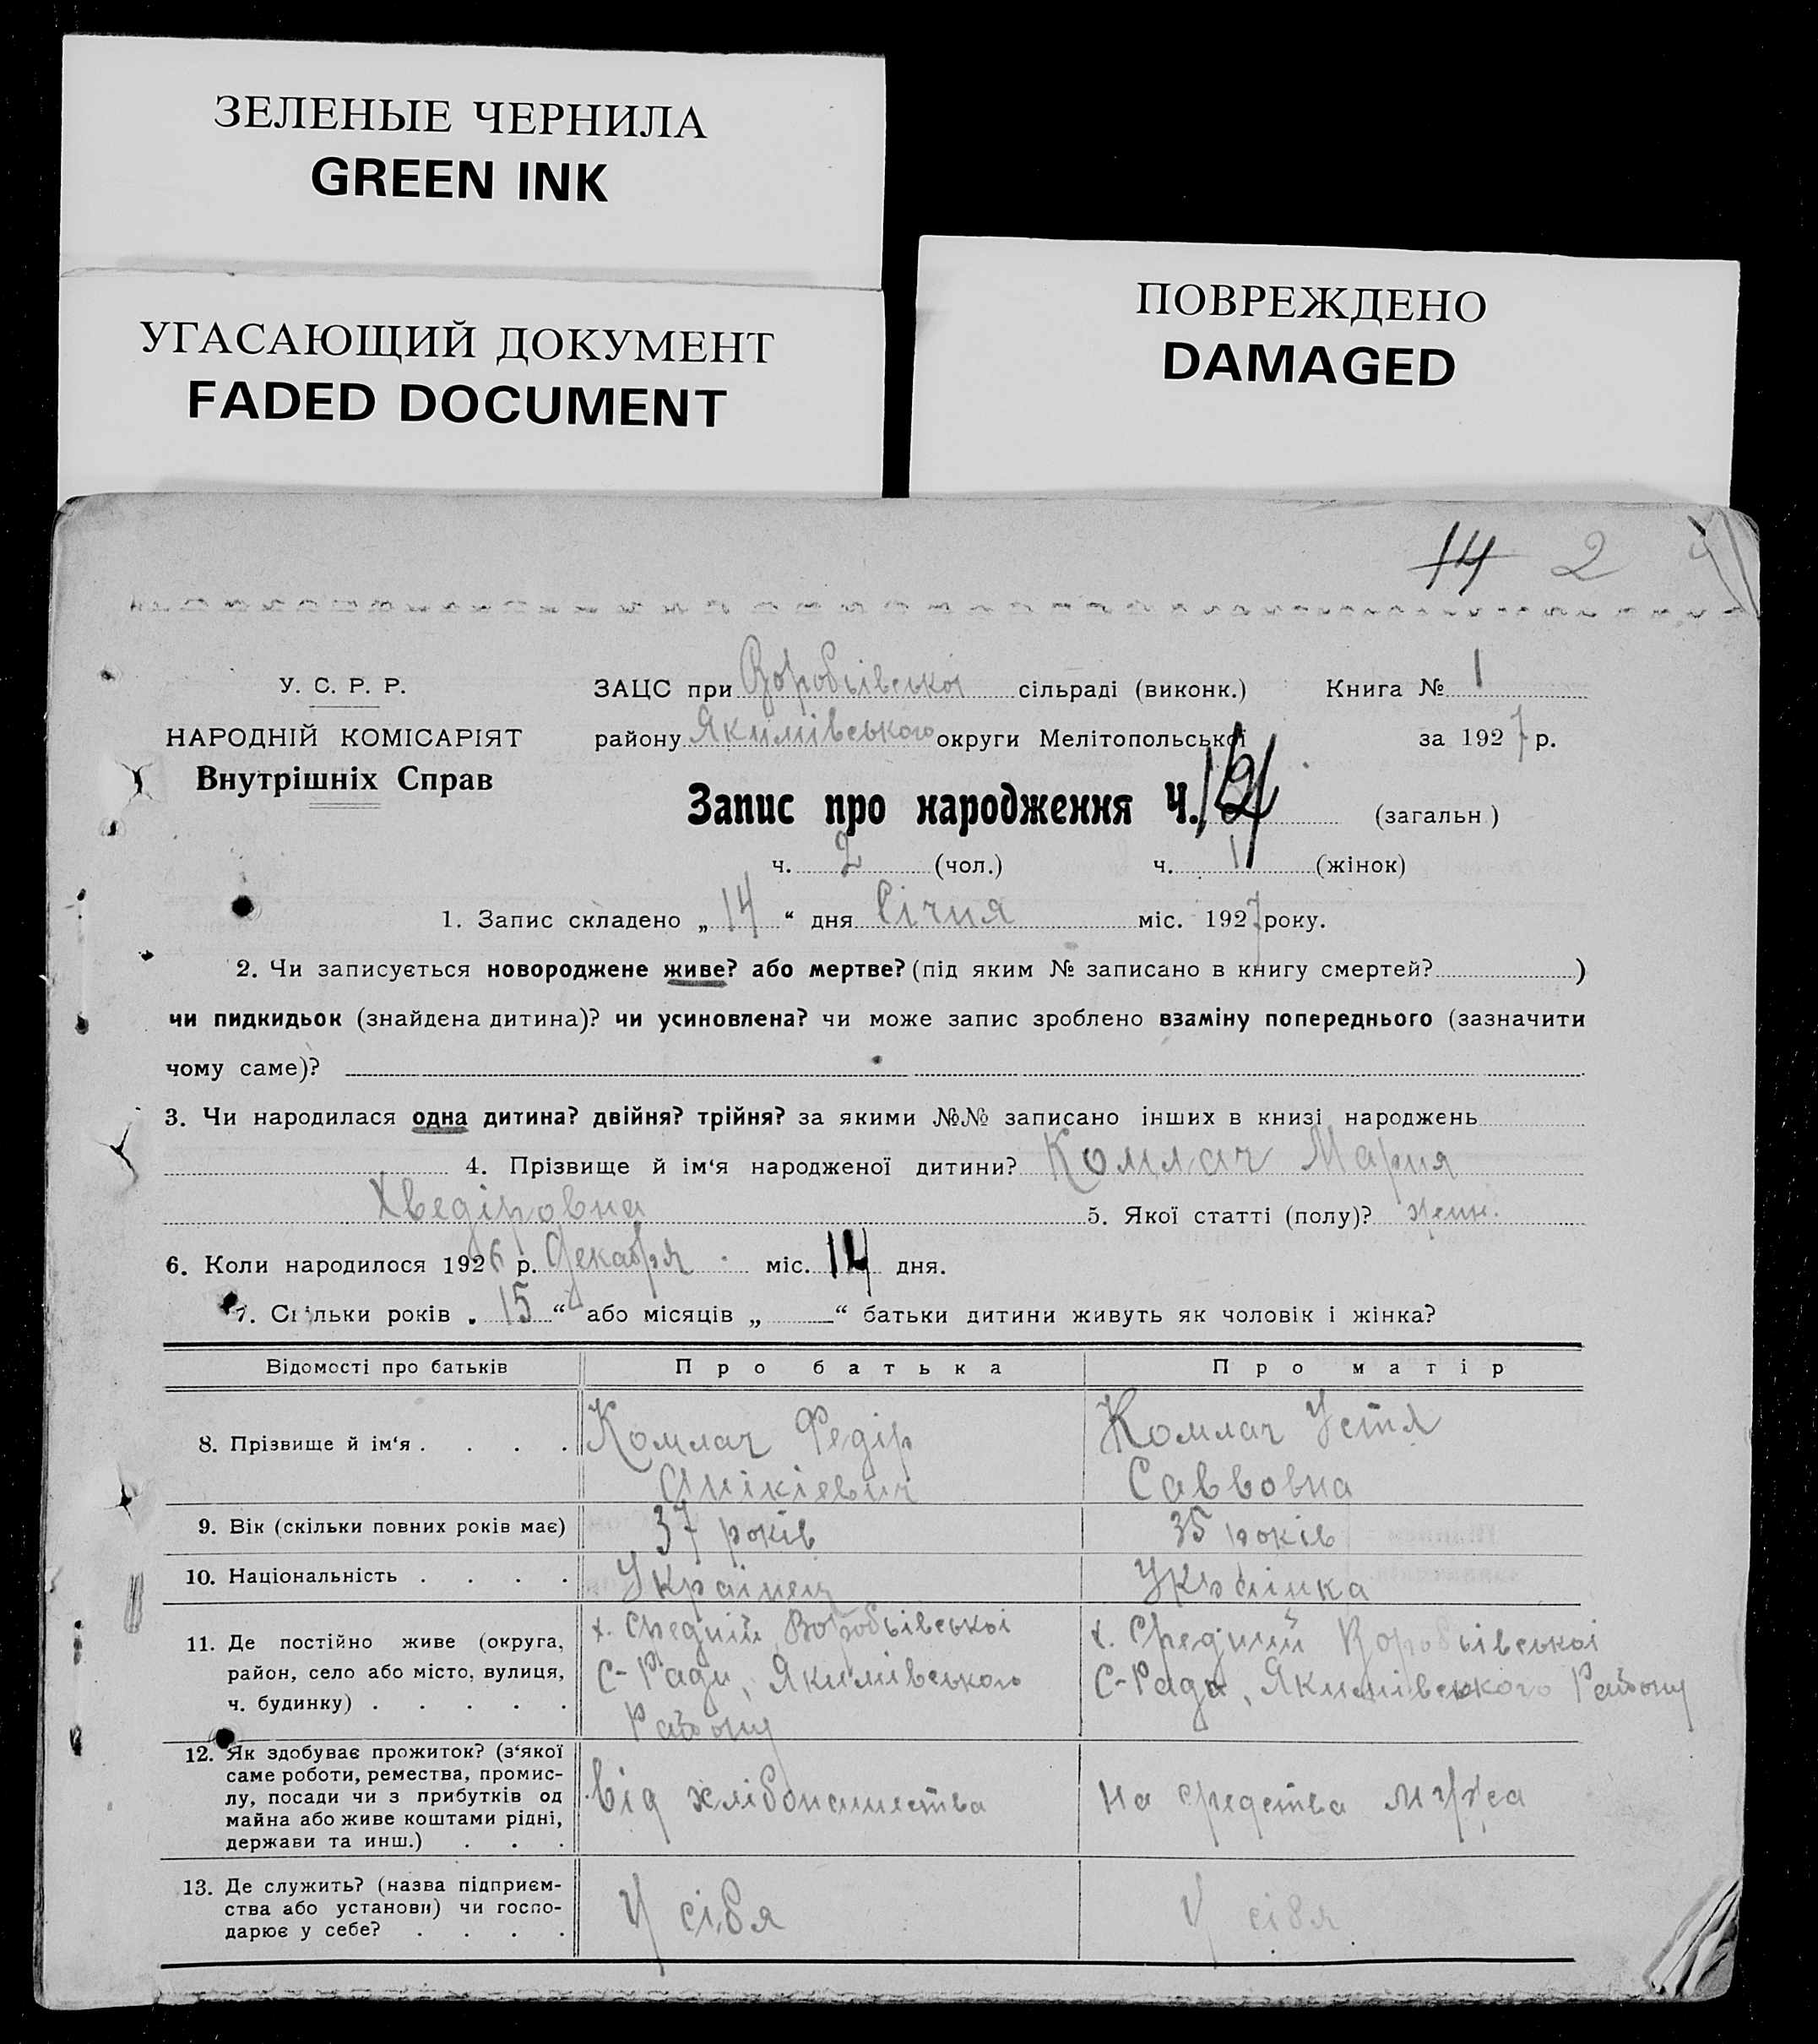 ЗЕЛЕНЫЕ ЧЕРНИЛА
GREEN INK
УГАСАЮЩИЙ ДОКУМЕНТ
FADED DOCUMENT
ПОВРЕЖДЕНО
DAMAGED
14 2
У. С. Р. Р.
НАРОДНІЙ КОМІСАРІЯТ
Внутрішніх Справ
ЗАЦС при Воробьівської сільраді (виконк.) Книга № 1
району Якимівського округи Мелітопольської за 1927 р.
Запис про народження Ч. (загальн)
ч. 2 (чол.) ч. 1 (жінок)
1. Запис складено „ 14 “ дня Січня міс. 1927 року.
2. Чи записується новороджене живе? або мертве? (під яким № записано в книгу смертей? )
чи пидкидьок (знайдена дитина)? чи усиновлена? чи може запис зроблено взаміну попереднього (зазначити
чому саме)?
3. Чи народилася одна дитина? двійня? трійня? за якими №№ записано інших в книзі народжень
4. Прізвище й ім‘я народженої дитини? Комлач Мария
Хведіровна 5. Якої статті (полу)? женн.
6. Коли народилося 1926 р. Декабря міс. 14 дня.
7. Скільки років „ 15 “ або місяців „ “ батьки дитини живуть як чоловік і жінка?
Відомості про батьків Про батька Про матір
8. Прізвище й ім‘я . . . . Комлач Федір Комлач Устя
Анікіевич Саввовна
9. Вік (скільки повних років має) 37 років 35 років
10. Національність . . . . Українец Українка
11. Де постійно живе (округа, х. Средній Воробьівської х. Средний Воробьівської
район, село або місто, вулиця, С-Ради, Якимівського С-Рада, Якимівського Району
ч. будинку) . . . . . Району
12. Як здобуває прожиток? (з‘якої
саме роботи, ремества, промис-
лу, посади чи з прибутків од Від хлібопашества На средства мужа
майна або живе коштами рідні,
держави та инш.) . . .
13. Де служить? (назва підприєм-
ства або установи) чи госпо- У сібя У сібя
дарює у себе? . . . .